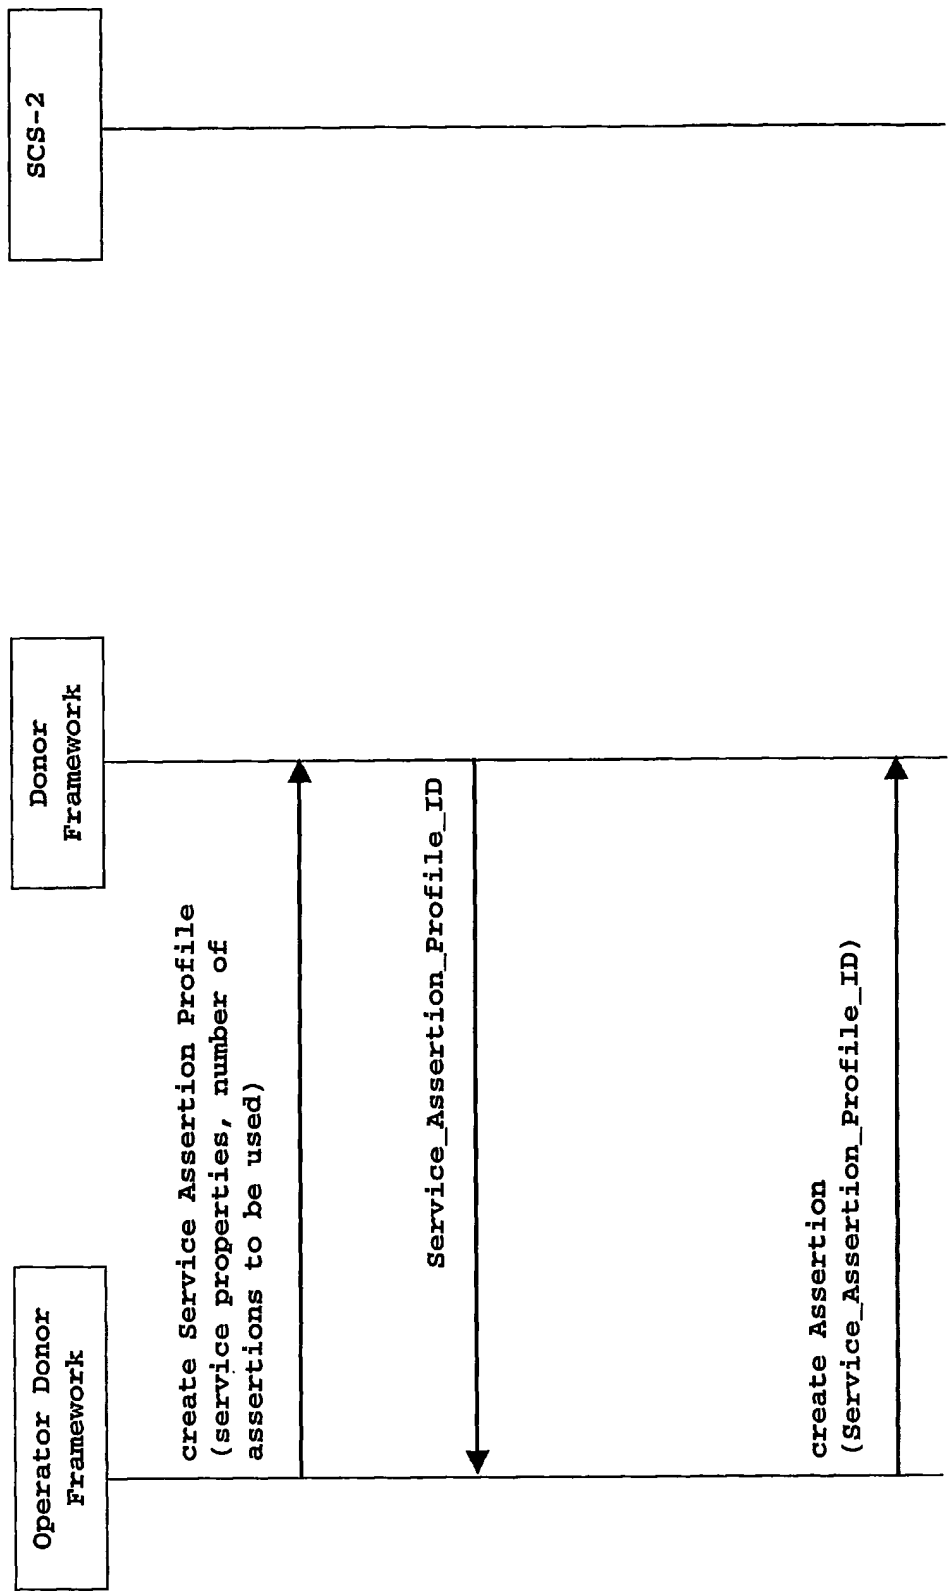 Operator Donor
Framework
Donor
Framework
SCS-2
create Service Assertion Profile
(service properties, number of
assertions to be used)
Service_Assertion_Profile_ID
create Assertion
(Service_Assertion_Profile_ID)